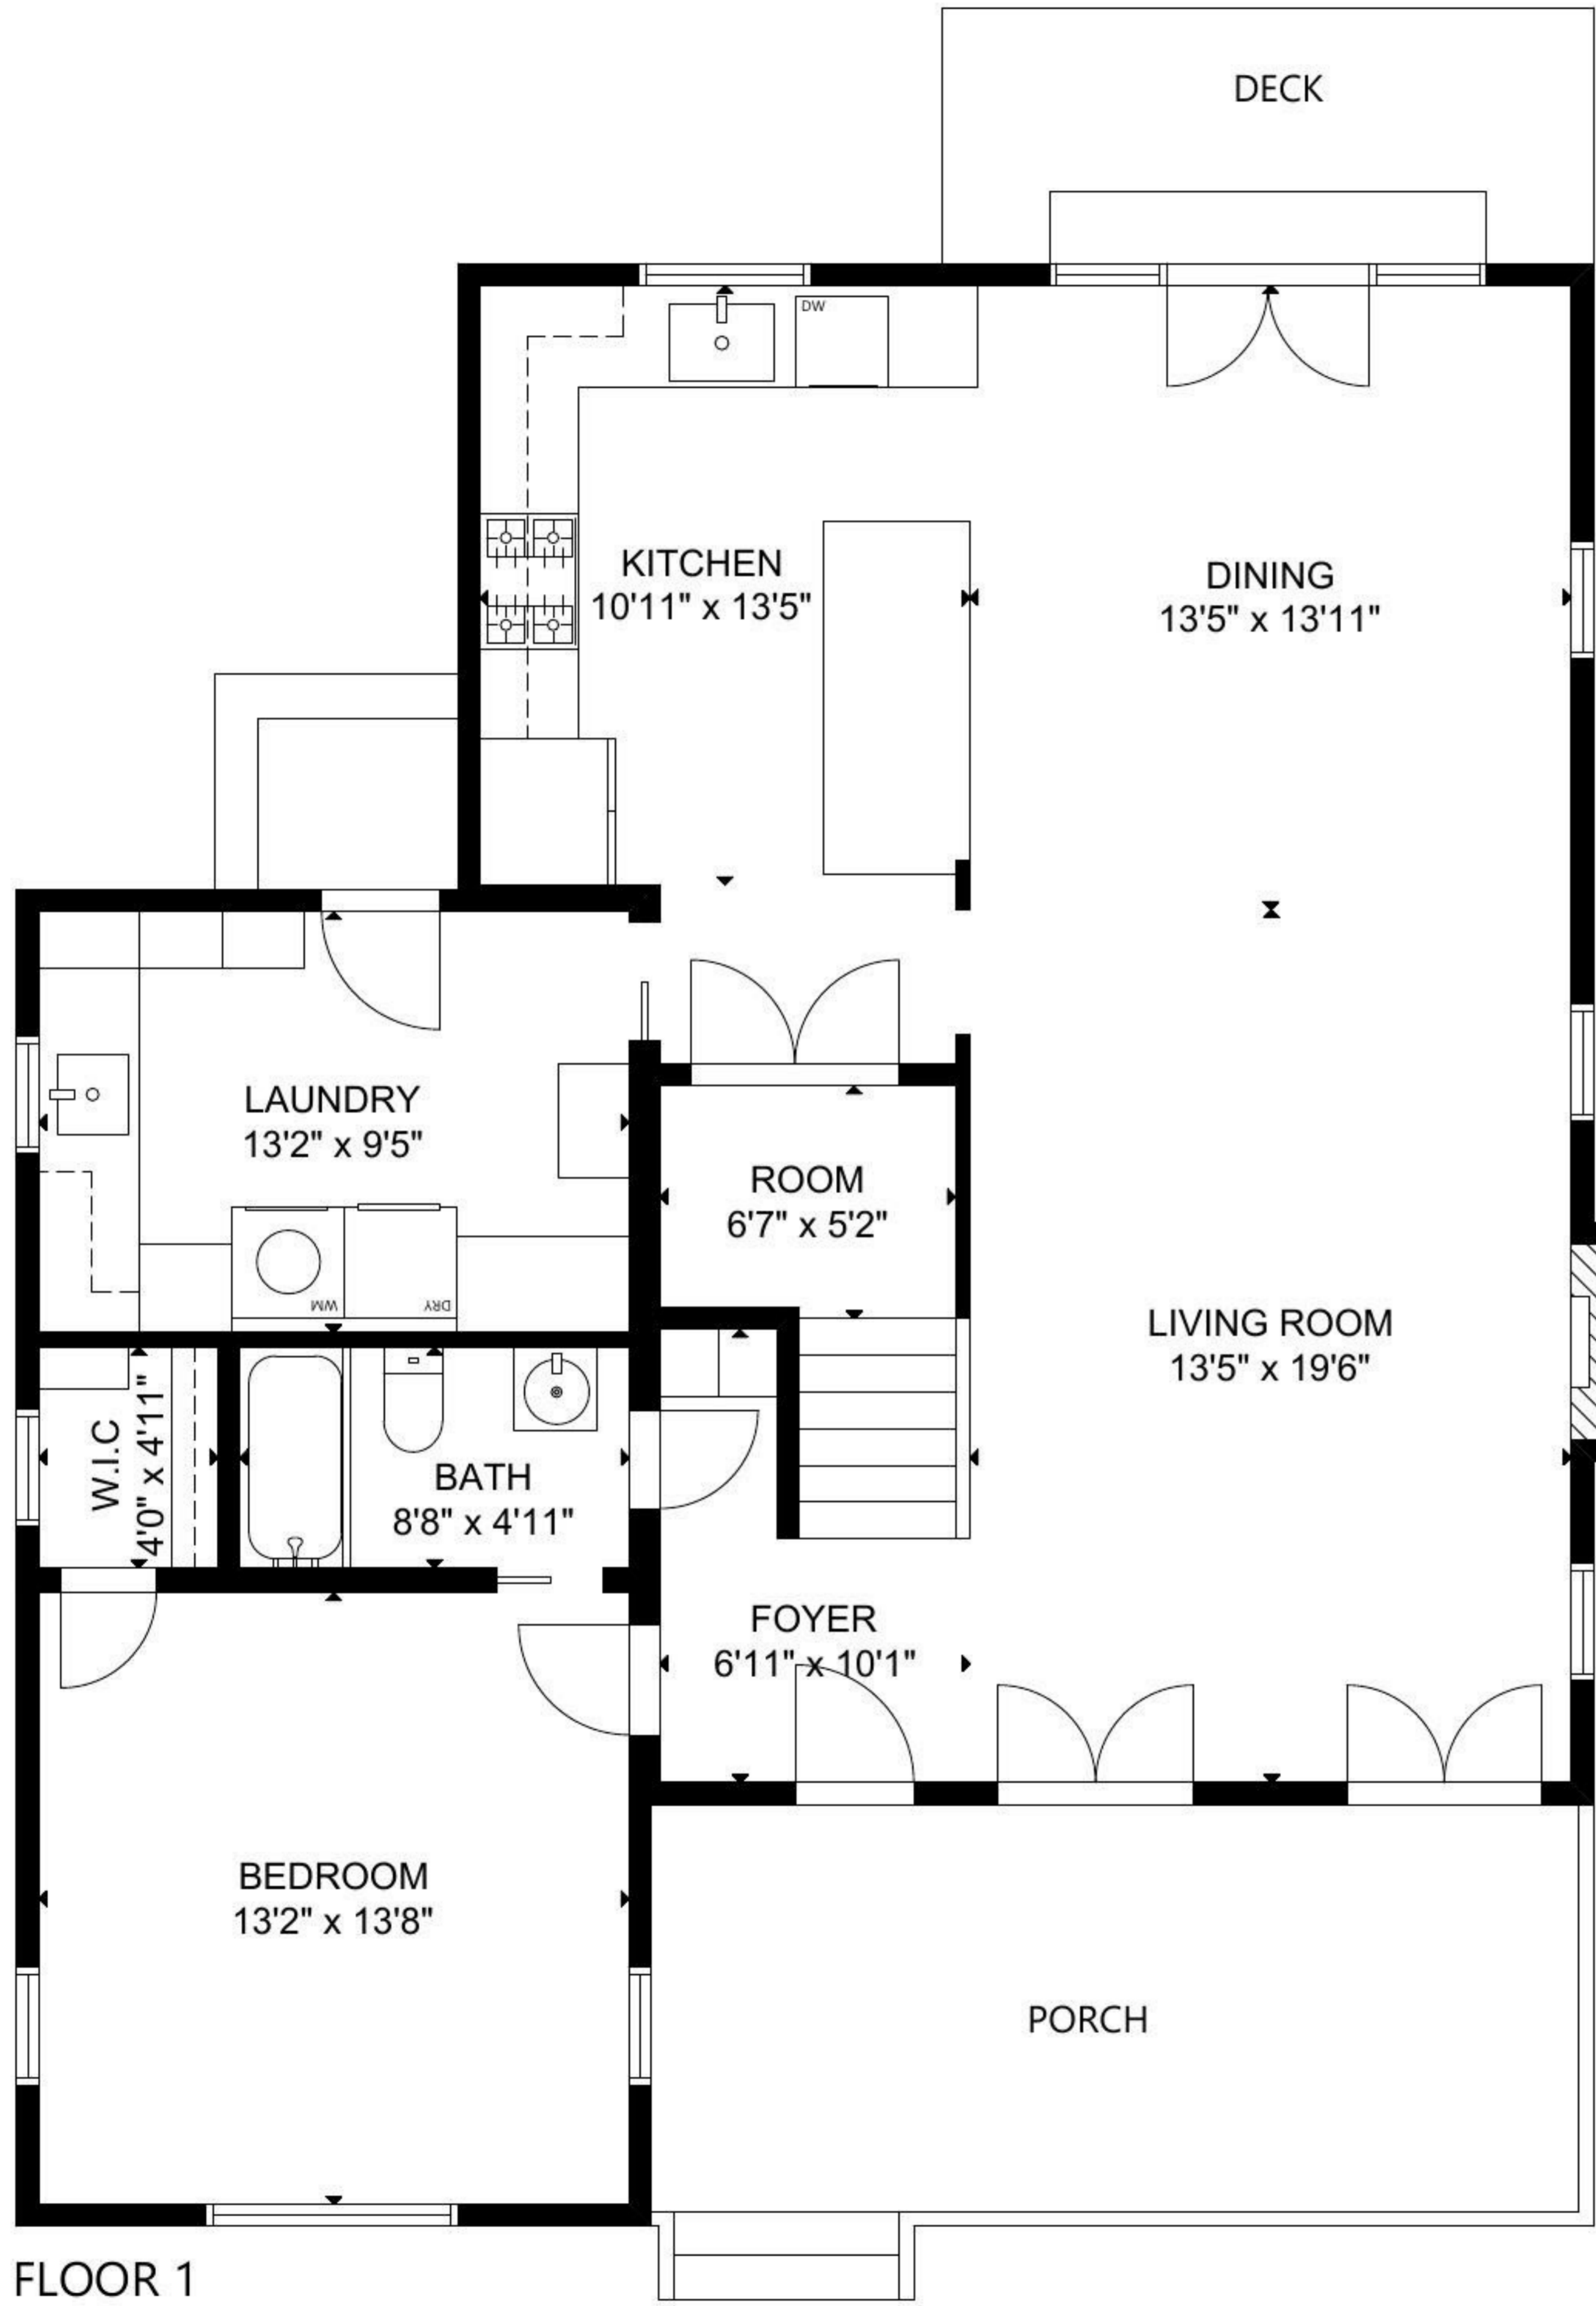 DECK
DW
KITCHEN
10'11" x 13'5"
DINING
13'5" x 13'11"
LAUNDRY
13'2" x 9'5"
WM
DRY
ROOM
6'7" x 5'2"
LIVING ROOM
13'5" x 19'6"
W.I.C
4'0" x 4'11"
BATH
8'8" x 4'11"
FOYER
6'11" x 10'1"
BEDROOM
13'2" x 13'8"
PORCH
FLOOR 1